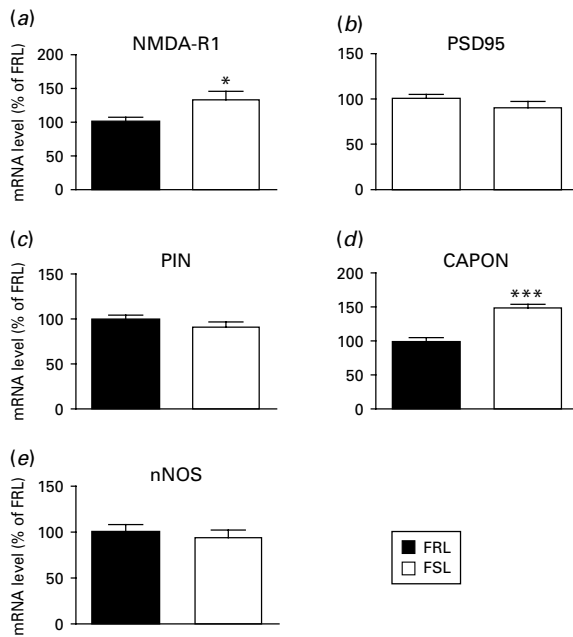 (a)
NMDA-R1
mRNA level (% of FRL)
200
150
100
50
0
*
(b)
PSD95
150
100
50
0
(c)
PIN
mRNA level (% of FRL)
150
100
50
0
(d)
CAPON
200
150
100
50
0
***
(e)
nNOS
mRNA level (% of FRL)
150
100
50
0
FRL
FSL